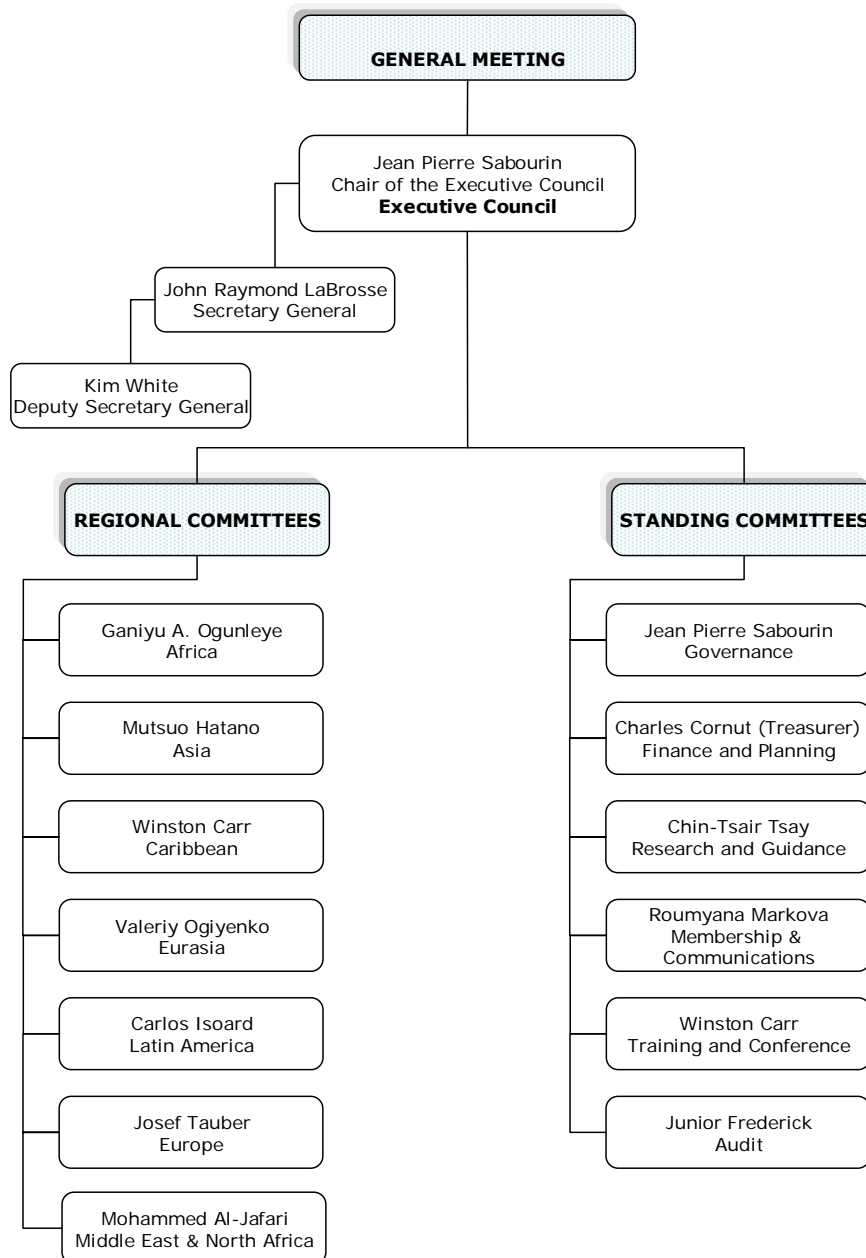 GENERAL MEETING
Jean Pierre Sabourin
Chair of the Executive Council
Executive Council
John Raymond LaBrosse
Secretary General
Kim White
Deputy Secretary General
REGIONAL COMMITTEES
Ganiyu A. Ogunleye
Africa
Mutsuo Hatano
Asia
Winston Carr
Caribbean
Valeriy Ogiyenko
Eurasia
Carlos Isoard
Latin America
Josef Tauber
Europe
Mohammed Al-Jafari
Middle East & North Africa
STANDING COMMITTEES
Jean Pierre Sabourin
Governance
Charles Cornut (Treasurer)
Finance and Planning
Chin-Tsair Tsay
Research and Guidance
Roumyana Markova
Membership &
Communications
Winston Carr
Training and Conference
Junior Frederick
Audit